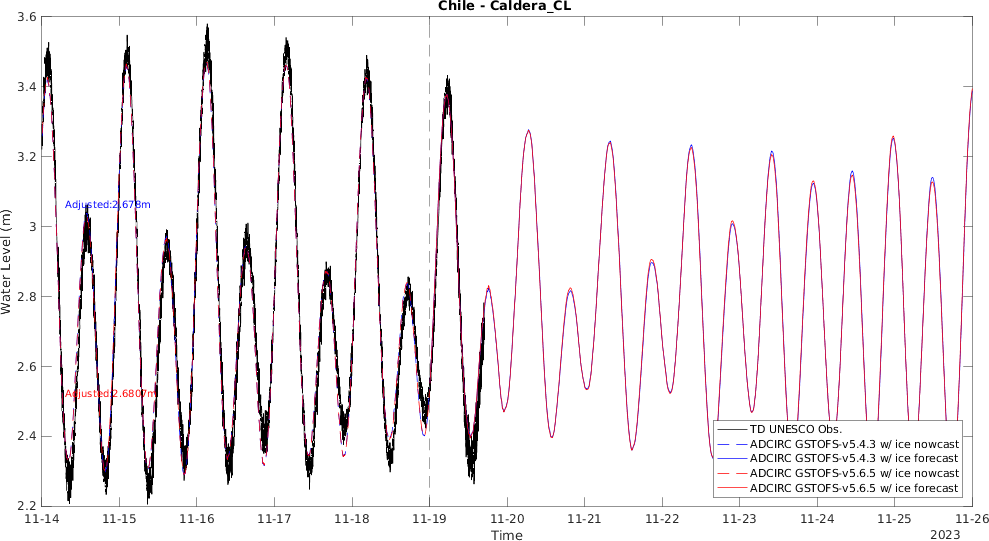 Chile - Caldera_CL
Water Level (m)
3.6
3.4
3.2
3
2.8
2.6
2.4
2.2
Adjusted:2.678m
Adjusted:2.6807m
TD UNESCO Obs.
ADCIRC GSTOFS-v5.4.3 w/ ice nowcast
ADCIRC GSTOFS-v5.4.3 w/ ice forecast
ADCIRC GSTOFS-v5.6.5 w/ ice nowcast
ADCIRC GSTOFS-v5.6.5 w/ ice forecast
11-14 11-15 11-16 11-17 11-18 11-19 11-20 11-21 11-22 11-23 11-24 11-25 11-26
Time
2023